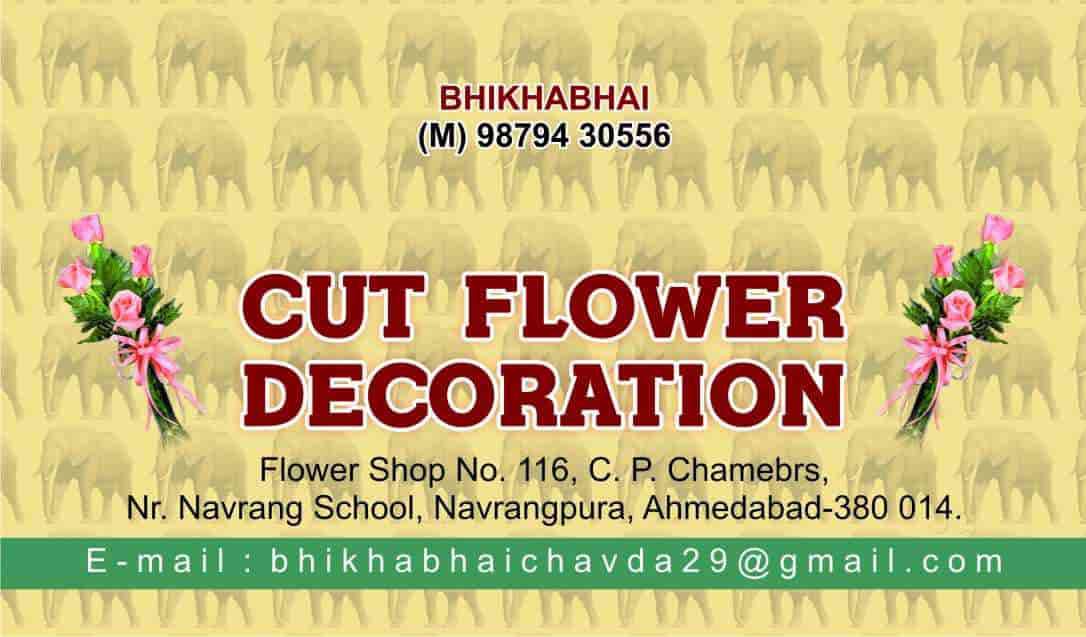 BHIKHABHAI
(M) 98794 30556
CUT FLOWER
DECORATION
Flower Shop No. 116, C. P. Chamebrs,
Nr. Navrang School, Navrangpura, Ahmedabad-380 014.
E-mail : bhikhabhaichavda29@gmail.com